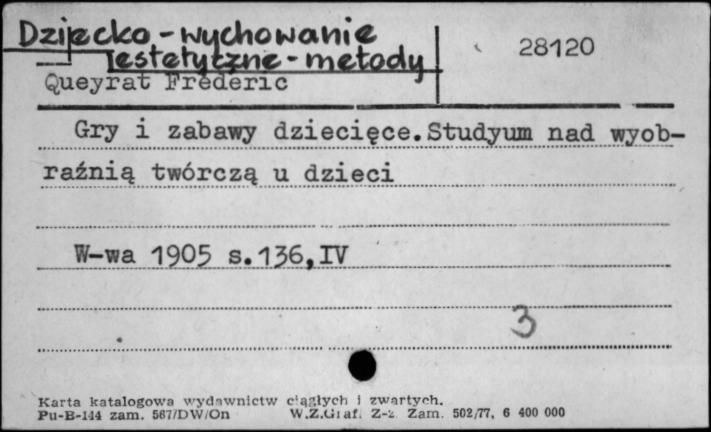 Dziecko - wychowanie
estetyczne - metody
28120
Queyrat Frederic
Gry i zabawy dziecięce.Studyum nad wyob-
raźnią twórczą u dzieci
W-wa 1905 s.136,IV
3
Karta katalogowa wydawnictw ciągłych i zwartych.
Pu-B-144 zam. 567/DW/On W.Z.Graf. Z-z Zam. 502/77, 6 400 000